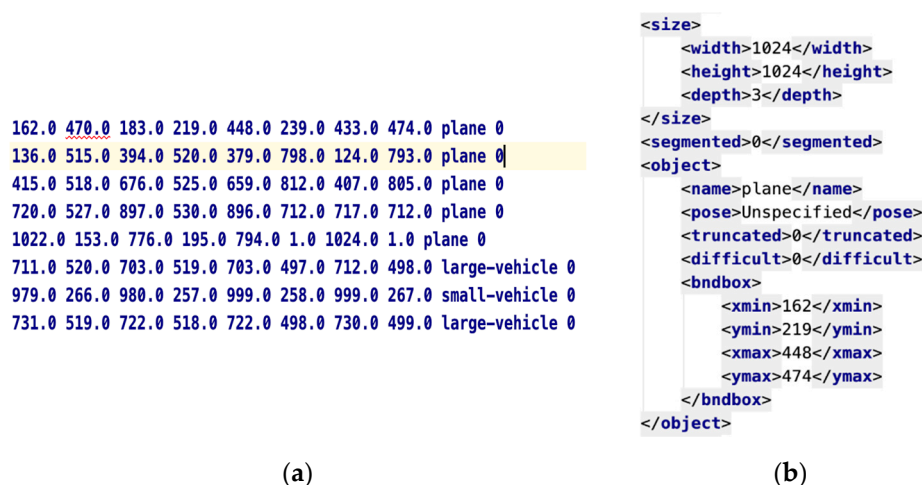 162.0 470.0 183.0 219.0 448.0 239.0 433.0 474.0 plane 0
136.0 515.0 394.0 520.0 379.0 798.0 124.0 793.0 plane 0
415.0 518.0 676.0 525.0 659.0 812.0 407.0 805.0 plane 0
720.0 527.0 897.0 530.0 896.0 712.0 717.0 712.0 plane 0
1022.0 153.0 776.0 195.0 794.0 1.0 1024.0 1.0 plane 0
711.0 520.0 703.0 519.0 703.0 497.0 712.0 498.0 large-vehicle 0
979.0 266.0 980.0 257.0 999.0 258.0 999.0 267.0 small-vehicle 0
731.0 519.0 722.0 518.0 722.0 498.0 730.0 499.0 large-vehicle 0
(a)
<size>
<width>1024</width>
<height>1024</height>
<depth>3</depth>
</size>
<segmented>0</segmented>
<object>
<name>plane</name>
<pose>Unspecified</pose>
<truncated>0</truncated>
<difficult>0</difficult>
<bndbox>
<xmin>162</xmin>
<ymin>219</ymin>
<xmax>448</xmax>
<ymax>474</ymax>
</bndbox>
</object>
(b)